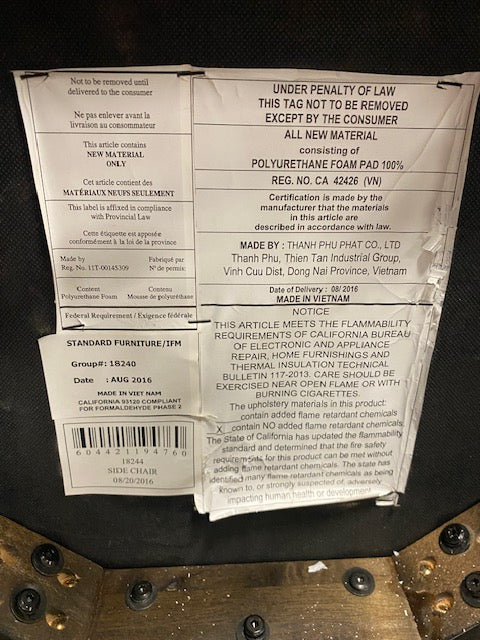 Not to be removed until
delivered to the consumer
Ne pas enlever avant la
livraison au consommateur
This article contains
NEW MATERIAL
ONLY
Cet article contient des
MATÉRIAUX NEUFS SEULEMENT
This label is affixed in compliance
with Provincial Law
Cette étiquette est apposée
conformément à la loi de la province
Made by Fabriqué par
Reg. No. 11T-00145309 N° de permis:
Content Contenu
Polyurethane Foam Mousse de polyuréthane
Federal Requirement / Exigence fédérale
STANDARD FURNITURE/IFM
Group#: 18240
Date : AUG 2016
MADE IN VIET NAM
CALIFORNIA 93120 COMPLIANT
FOR FORMALDEHYDE PHASE 2
604421194760
18244
SIDE CHAIR
08/20/2016
UNDER PENALTY OF LAW
THIS TAG NOT TO BE REMOVED
EXCEPT BY THE CONSUMER
ALL NEW MATERIAL
consisting of
POLYURETHANE FOAM PAD 100%
REG. NO. CA 42426 (VN)
Certification is made by the
manufacturer that the materials
in this article are
described in accordance with law.
MADE BY : THANH PHU PHAT CO., LTD
Thanh Phu, Thien Tan Industrial Group,
Vinh Cuu Dist, Dong Nai Province, Vietnam
Date of Delivery : 08/ 2016
MADE IN VIETNAM
NOTICE
THIS ARTICLE MEETS THE FLAMMABILITY
REQUIREMENTS OF CALIFORNIA BUREAU
OF ELECTRONIC AND APPLIANCE
REPAIR, HOME FURNISHINGS AND
THERMAL INSULATION TECHNICAL
BULLETIN 117-2013. CARE SHOULD BE
EXERCISED NEAR OPEN FLAME OR WITH
BURNING CIGARETTES.
The upholstery materials in this product:
contain added flame retardant chemicals
X contain NO added flame retardant chemicals
The State of California has updated the flammability
standard and determined that the fire safety
requirements for this product can be met without
adding flame retardant chemicals. The state has
identified many flame retardant chemicals as being
known to, or strongly suspected of, adversely
impacting human health or development.